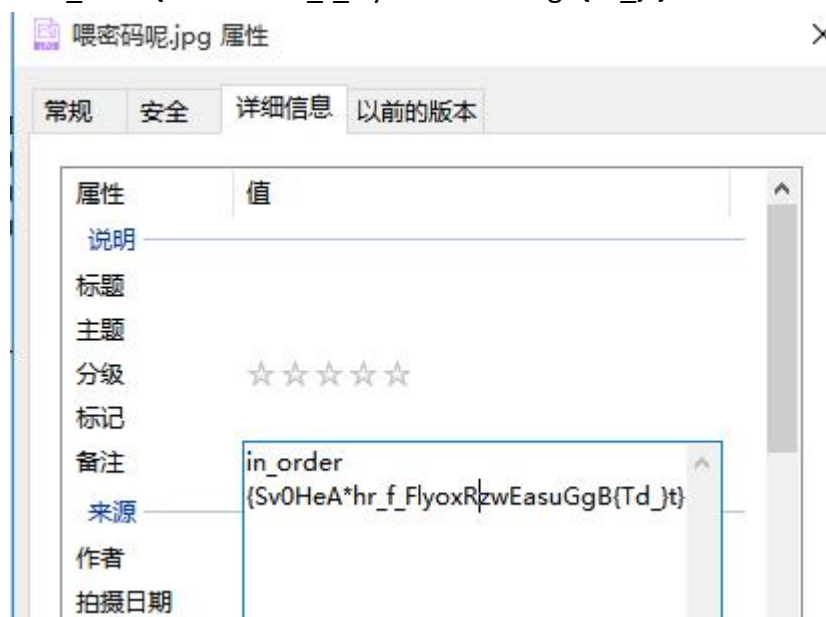 喂密码呢.jpg 属性
常规 安全 详细信息 以前的版本
属性 值
说明
标题
主题
分级
标记
备注 in_order
{Sv0HeA*hr_f_FlyoxRzwEasuGgB{Td_}t}
来源
作者
拍摄日期